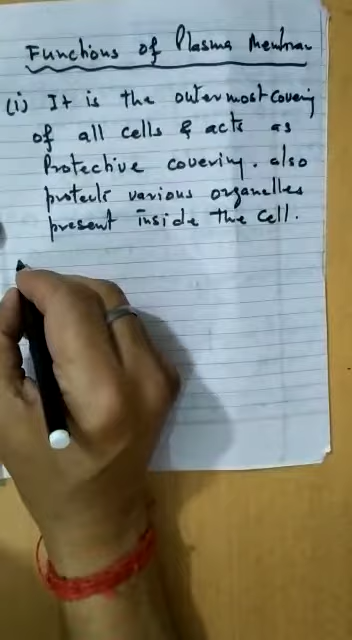 Functions of Plasma Membran
(i) It is the outermost covering
of all cells & acts as
Protective covering. also
protects various organelles
present inside the cell.